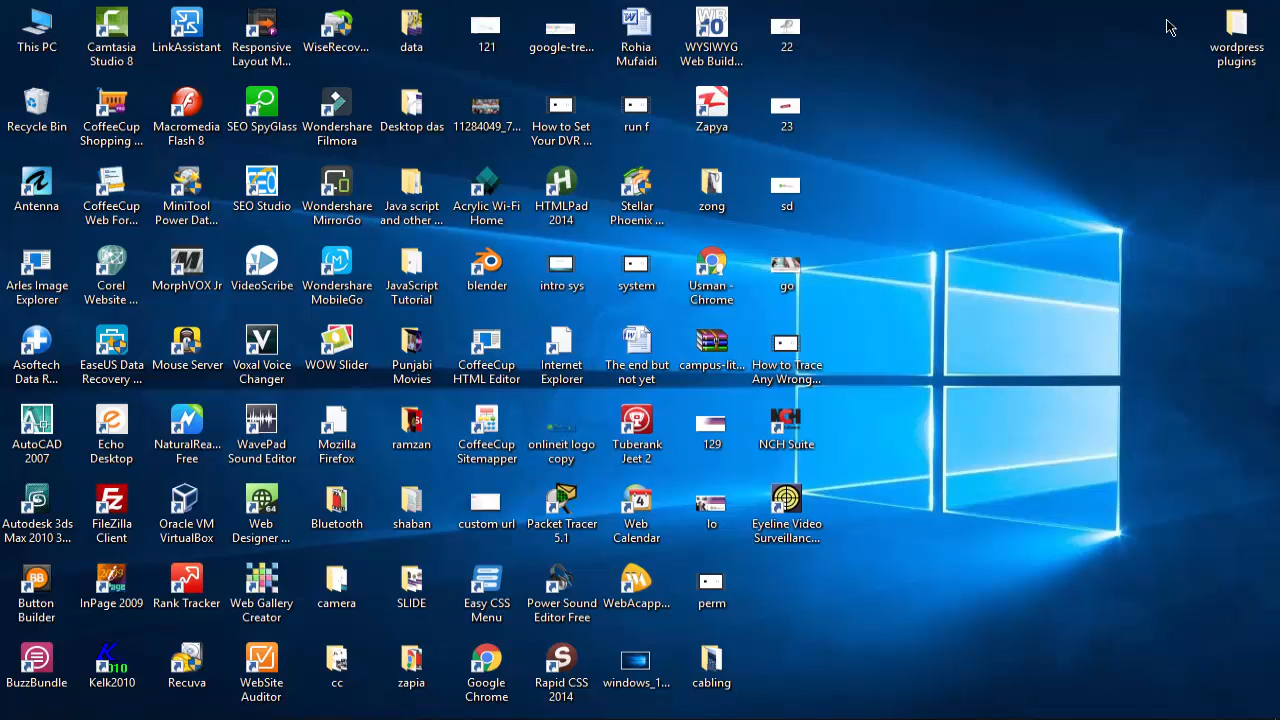 This PC
Camtasia
Studio 8
LinkAssistant
Responsive
Layout M...
WiseRecov...
data
121
google-tre...
Rohia
Mufaidi
WYSIWYG
Web Build...
22
wordpress
plugins
Recycle Bin
CoffeeCup
Shopping ...
Macromedia
Flash 8
SEO SpyGlass
Wondershare
Filmora
Desktop das
11284049_7...
How to Set
Your DVR ...
run f
Zapya
23
Antenna
CoffeeCup
Web For...
MiniTool
Power Dat...
SEO Studio
Wondershare
MirrorGo
Java script
and other ...
Acrylic Wi-Fi
Home
HTMLPad
2014
Stellar
Phoenix ...
zong
sd
Arles Image
Explorer
Corel
Website ...
MorphVOX Jr
VideoScribe
Wondershare
MobileGo
JavaScript
Tutorial
blender
intro sys
system
Usman -
Chrome
go
Asoftech
Data R...
EaseUS Data
Recovery ...
Mouse Server
Voxal Voice
Changer
WOW Slider
Punjabi
Movies
CoffeeCup
HTML Editor
Internet
Explorer
The end but
not yet
campus-lit...
How to Trace
Any Wrong...
AutoCAD
2007
Echo
Desktop
NaturalRea...
Free
WavePad
Sound Editor
Mozilla
Firefox
ramzan
CoffeeCup
Sitemapper
onlineit logo
copy
Tuberank
Jeet 2
129
NCH
NCH Suite
Autodesk 3ds
Max 2010 3...
FileZilla
Client
Oracle VM
VirtualBox
Web
Designer ...
Bluetooth
shaban
custom url
Packet Tracer
5.1
Web
Calendar
lo
Eyeline Video
Surveillanc...
Button
Builder
InPage 2009
Rank Tracker
Web Gallery
Creator
camera
SLIDE
Easy CSS
Menu
Power Sound
Editor Free
WebAcapp...
perm
BuzzBundle
Kelk2010
Recuva
WebSite
Auditor
cc
zapia
Google
Chrome
Rapid CSS
2014
windows_1...
cabling